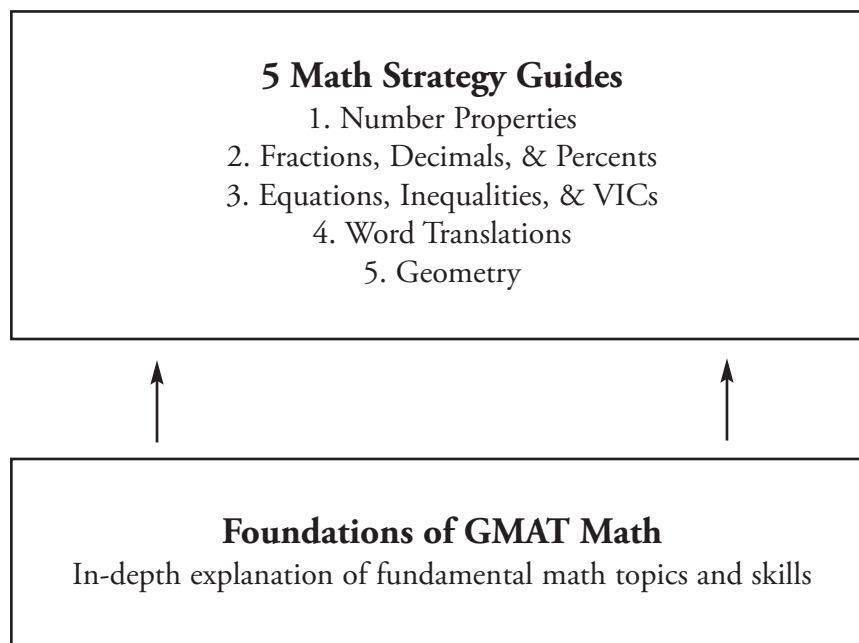 5 Math Strategy Guides
1. Number Properties
2. Fractions, Decimals, & Percents
3. Equations, Inequalities, & VICs
4. Word Translations
5. Geometry
Foundations of GMAT Math
In-depth explanation of fundamental math topics and skills